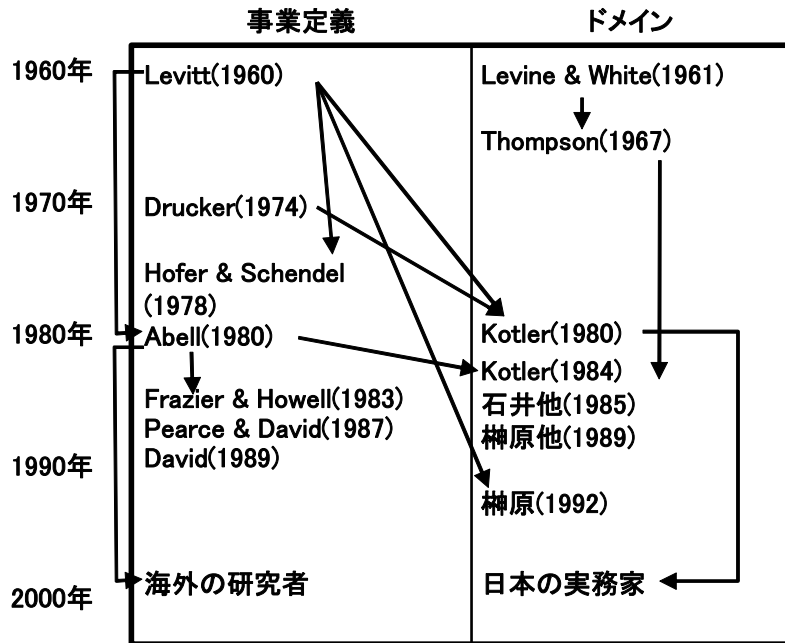 事業定義
ドメイン
1960年
Levitt(1960)
Levine & White(1961)
Thompson(1967)
1970年
Drucker(1974)
Hofer & Schendel
(1978)
1980年
Abell(1980)
Kotler(1980)
Kotler(1984)
Frazier & Howell(1983)
石井他(1985)
Pearce & David(1987)
榊原他(1989)
David(1989)
1990年
榊原(1992)
海外の研究者
日本の実務家
2000年